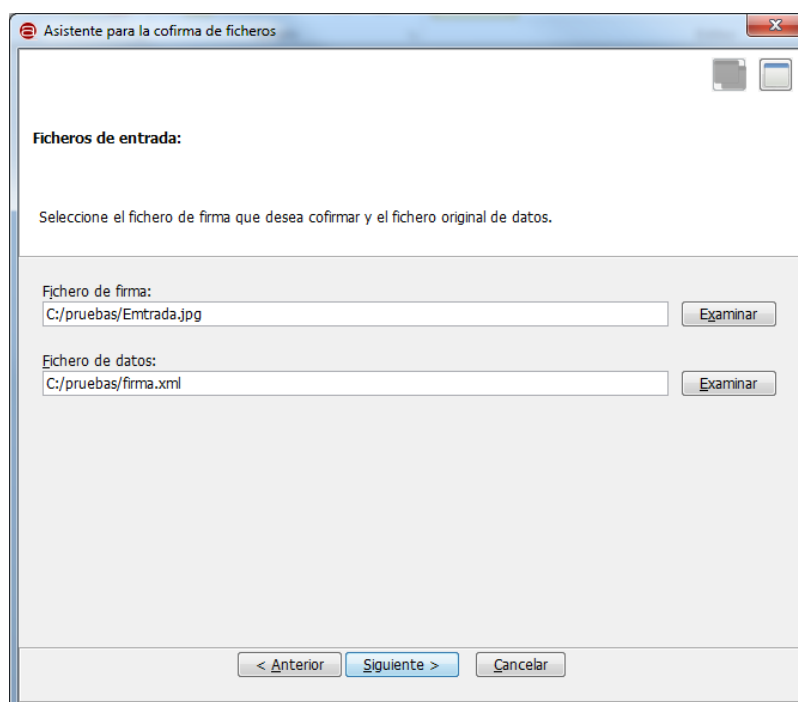 Asistente para la cofirma de ficheros
Ficheros de entrada:
Seleccione el fichero de firma que desea cofirmar y el fichero original de datos.
Fichero de firma:
C:/pruebas/Emtrada.jpg
Examinar
Fichero de datos:
C:/pruebas/firma.xml
Examinar
< Anterior
Siguiente >
Cancelar